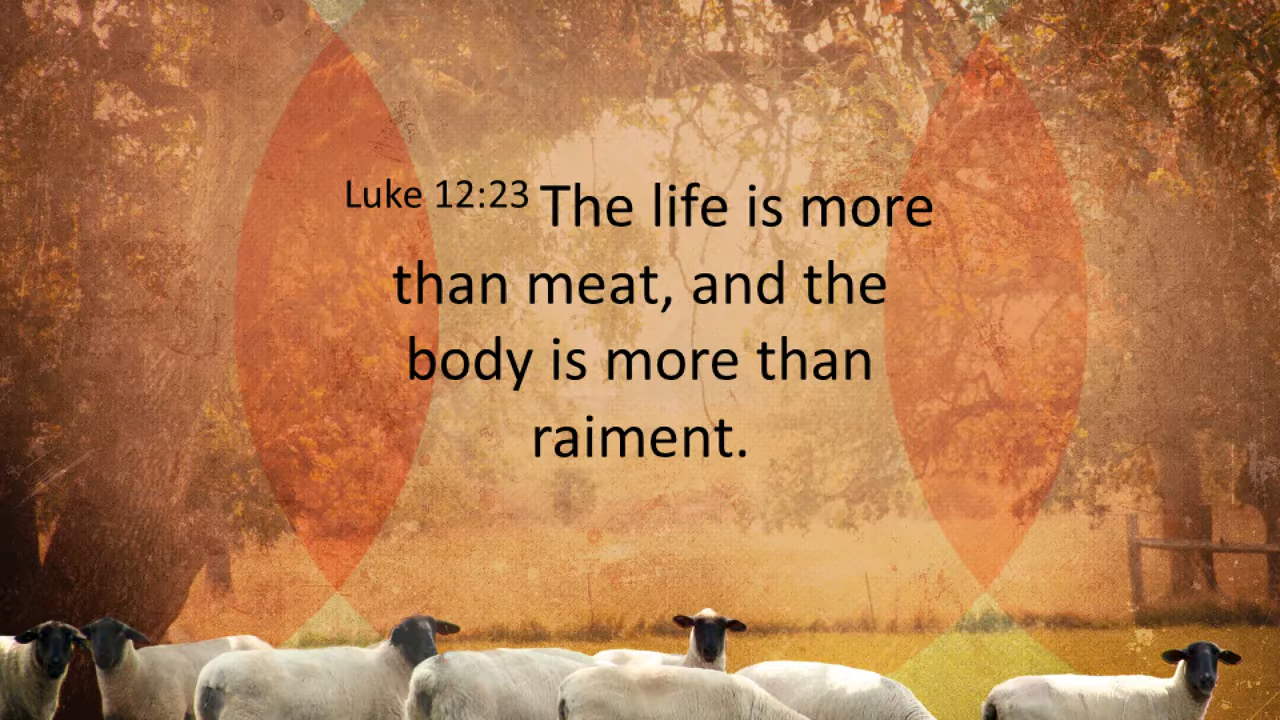 Luke 12:23 The life is more
than meat, and the
body is more than
raiment.